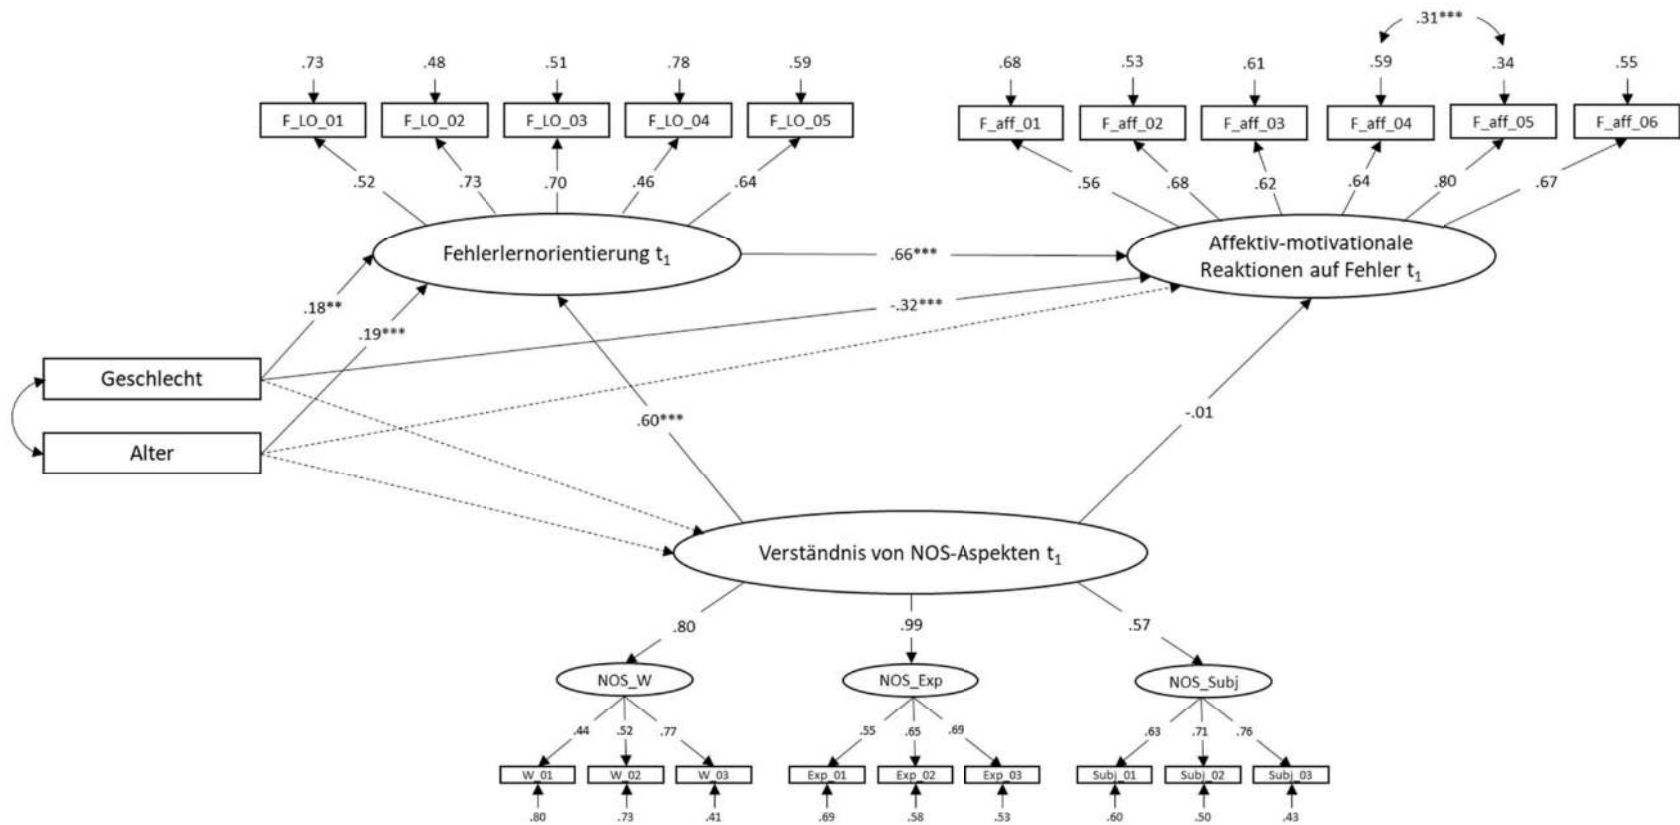 .31***
.73 .48 .51 .78 .59 .68 .53 .61 .59 .34 .55
F_LO_01 F_LO_02 F_LO_03 F_LO_04 F_LO_05 F_aff_01 F_aff_02 F_aff_03 F_aff_04 F_aff_05 F_aff_06
.52 .73 .70 .46 .64 .56 .68 .62 .64 .80 .67
Fehlerlernorientierung t1
.66***
Affektiv-motivationale
Reaktionen auf Fehler t1
.18**
.19***
-.32***
Geschlecht
Alter
.60***
-.01
Verständnis von NOS-Aspekten t1
.80 .99 .57
NOS_W NOS_Exp NOS_Subj
.44 .52 .77 .55 .65 .69 .63 .71 .76
W_01 W_02 W_03 Exp_01 Exp_02 Exp_03 Subj_01 Subj_02 Subj_03
.80 .73 .41 .69 .58 .53 .60 .50 .43